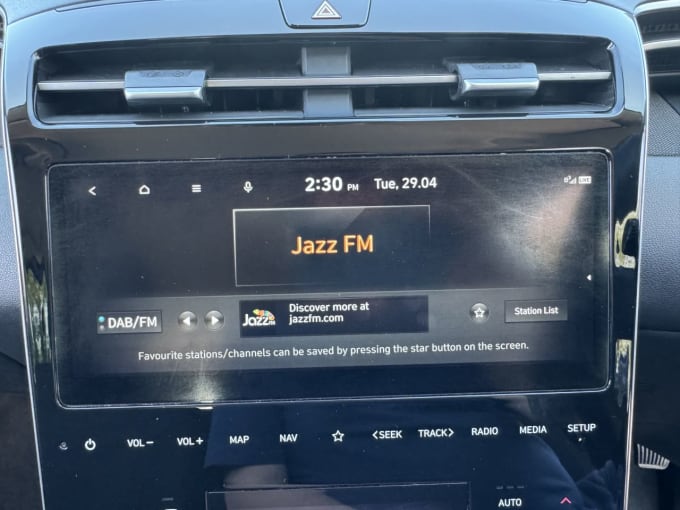 2:30 PM Tue, 29.04
LIVE
Jazz FM
DAB/FM
Jazz FM
Discover more at
jazzfm.com
Station List
Favourite stations/channels can be saved by pressing the star button on the screen.
VOL− VOL+ MAP NAV <SEEK TRACK> RADIO MEDIA SETUP
AUTO